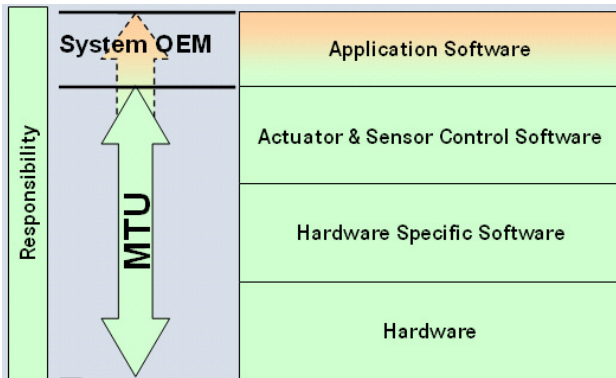 System OEM
Application Software
Actuator & Sensor Control Software
Responsibility
MTU
Hardware Specific Software
Hardware